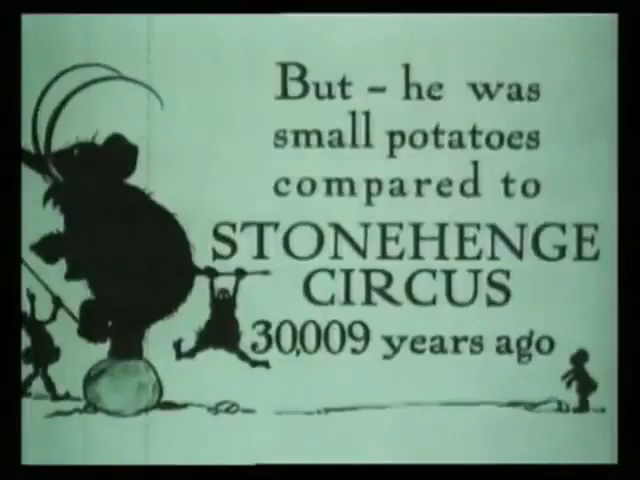 But – he was
small potatoes
compared to
STONEHENGE
CIRCUS
30,009 years ago